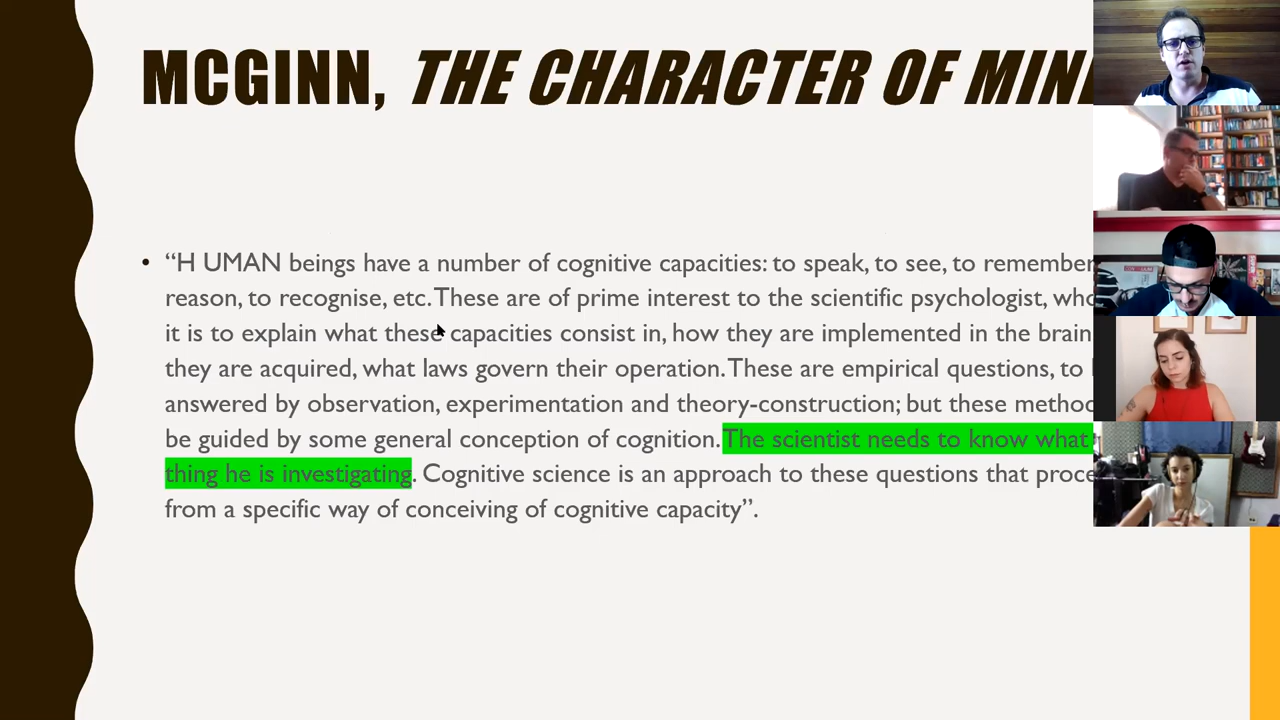 MCGINN, THE CHARACTER OF
• “H UMAN beings have a number of cognitive capacities: to speak, to see, to remember
reason, to recognise, etc. These are of prime interest to the scientific psychologist,
it is to explain what these capacities consist in, how they are implemented in the brain
they are acquired, what laws govern their operation. These are empirical questions, to
answered by observation, experimentation and theory-construction; but these
be guided by some general conception of cognition. The scientist needs to know what
thing he is investigating. Cognitive science is an approach to these questions that
from a specific way of conceiving of cognitive capacity”.